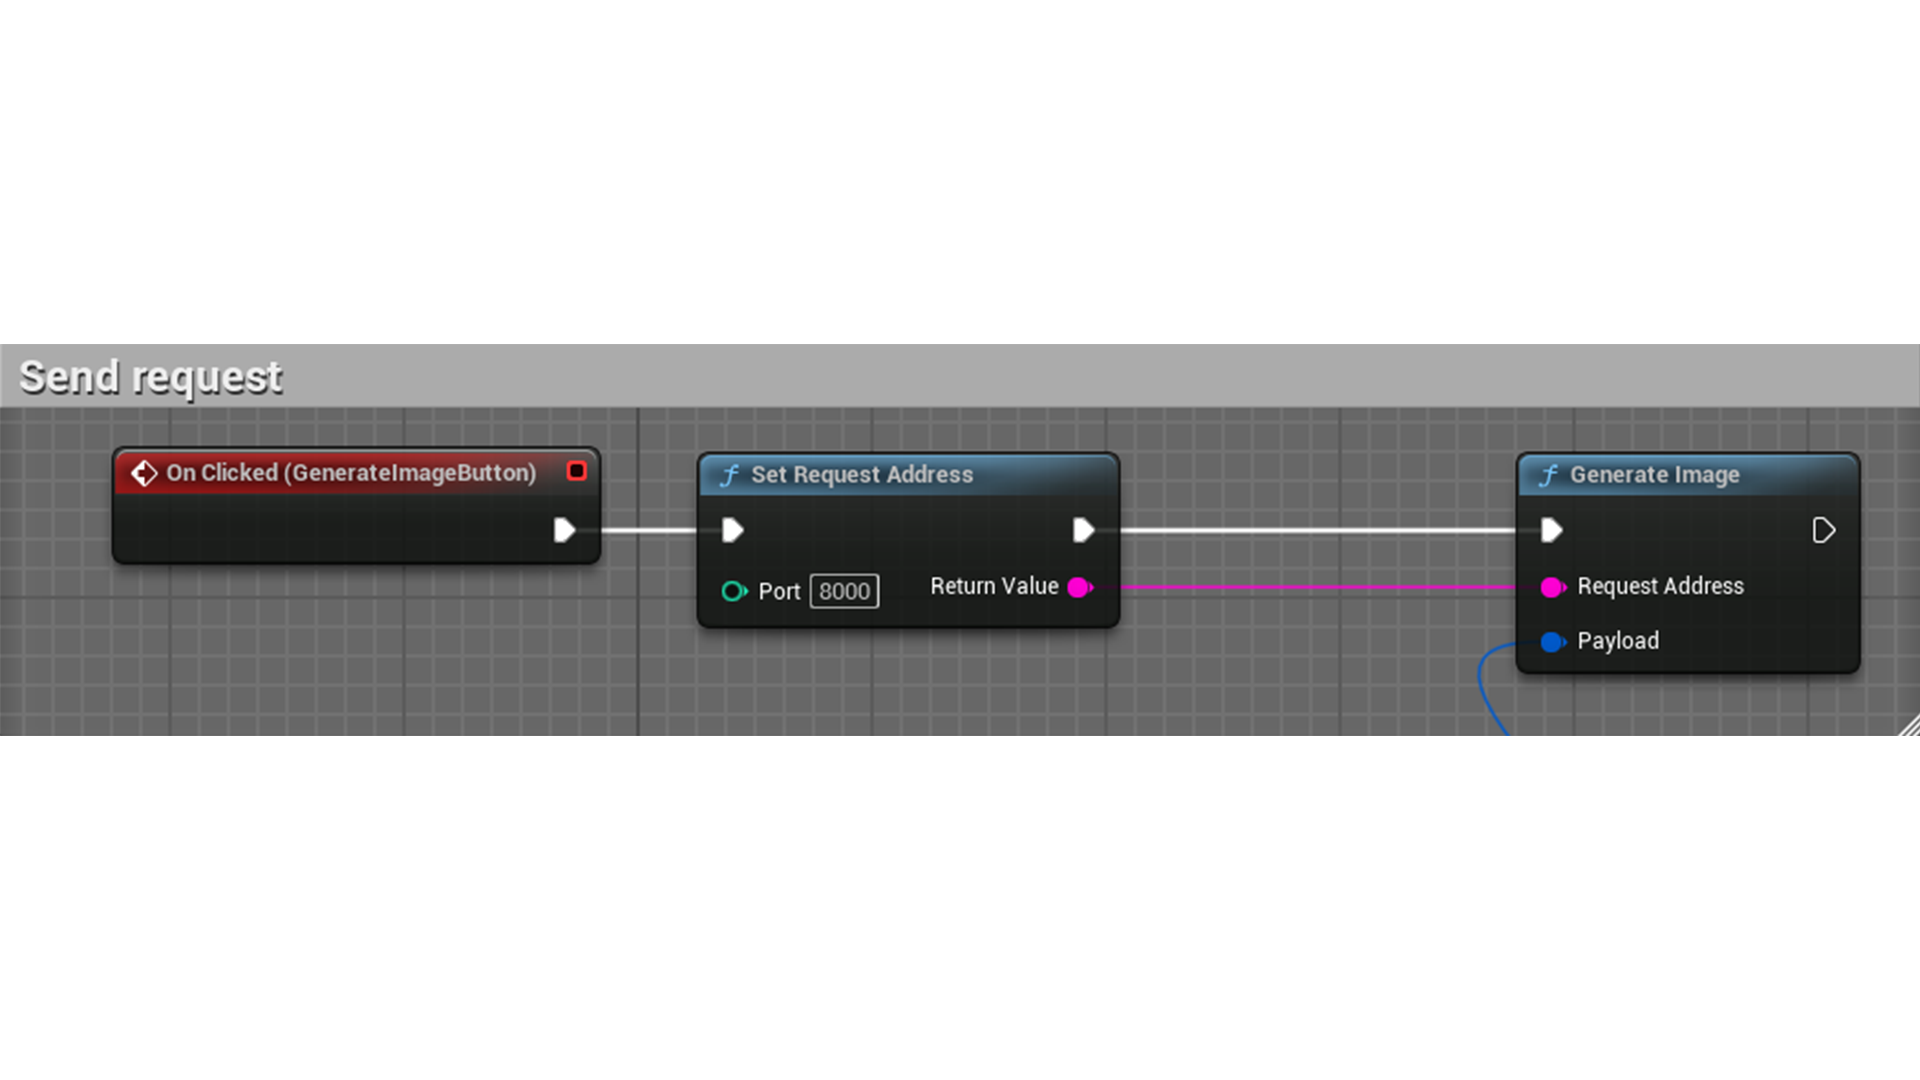 Send request
On Clicked (GenerateImageButton)
f Set Request Address
Port 8000
Return Value
f Generate Image
Request Address
Payload